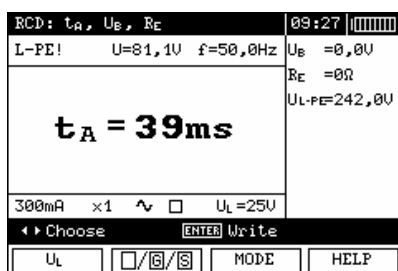 RCD: tA, UB, RE 09:27
L-PE! U=81,1V f=50,0Hz
UB =0,0V
RE =0Ω
UL-PE=242,0V
tA = 39ms
300mA ×1 ∿ □ UL=25V
Choose ENTER Write
UL □/G/S MODE HELP